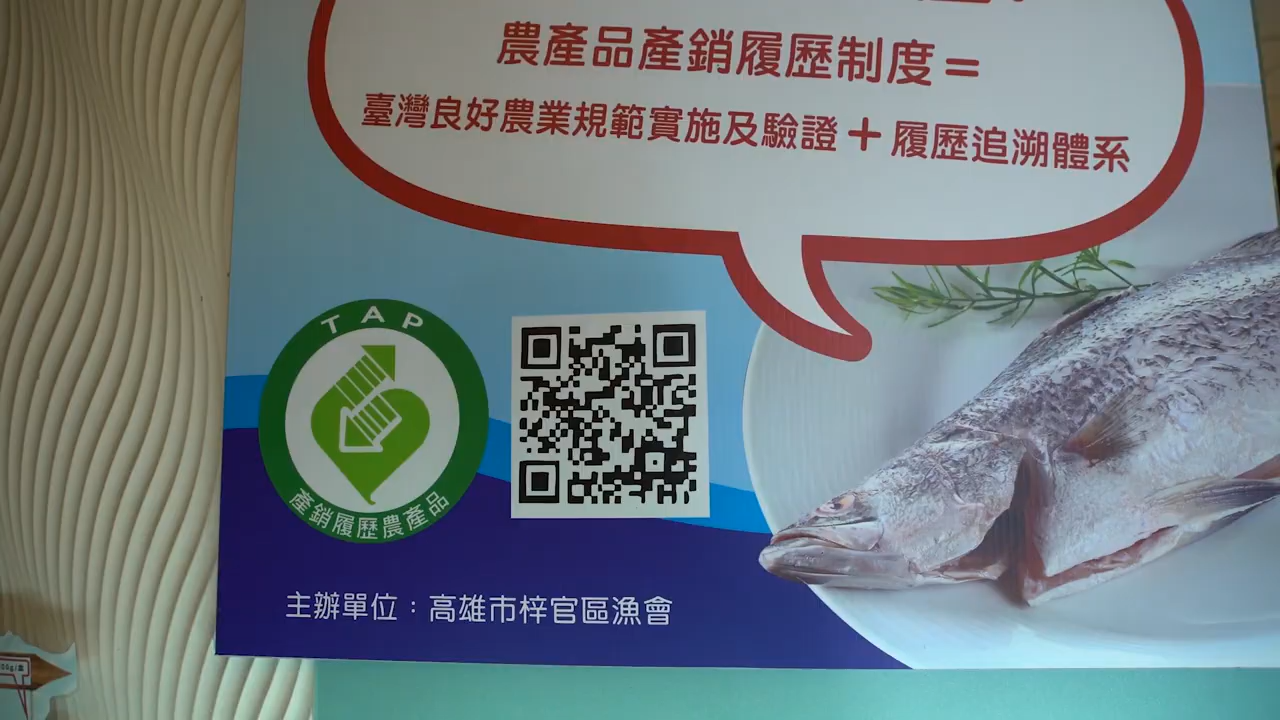 農產品產銷履歷制度=
臺灣良好農業規範實施及驗證+履歷追溯體系
TAP
產銷履歷農產品
主辦單位：高雄市梓官區漁會